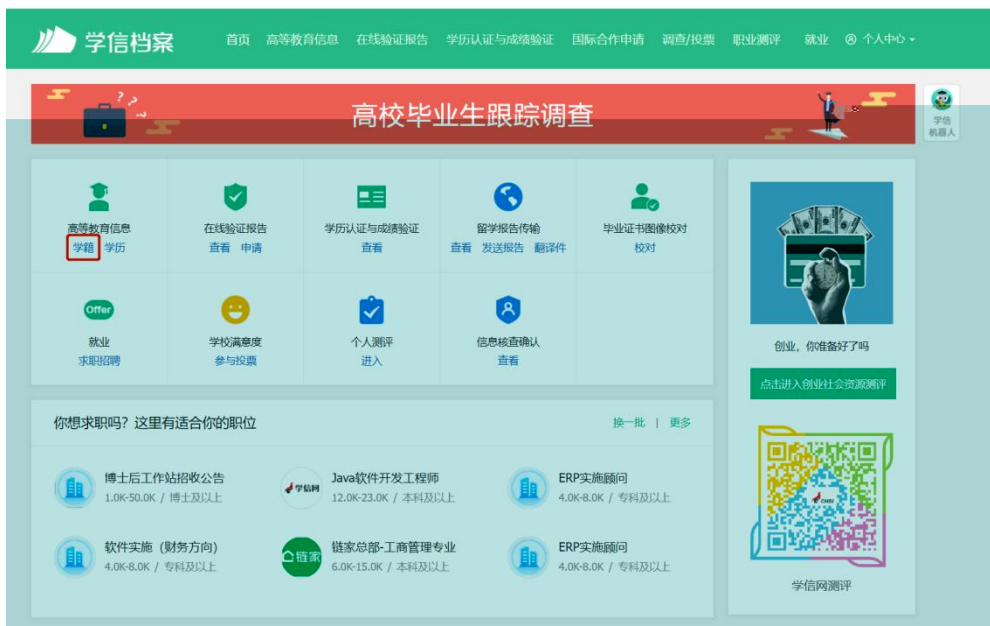 学信档案
首页 高等教育信息 在线验证报告 学历认证与成绩验证 国际合作申请 调查/投票 职业测评 就业 个人中心
? ? ?
高校毕业生跟踪调查
学信
机器人
高等教育信息 在线验证报告 学历认证与成绩验证 留学报告传输 毕业证书图像校对
学籍 学历 查看 申请 查看 查看 发送报告 翻译件 校对
Offer
就业 学校满意度 个人测评 信息核查确认
求职招聘 参与投票 进入 查看
创业，你准备好了吗
点击进入创业社会资源测评
你想求职吗？这里有适合你的职位 换一批 | 更多
博士后工作站招收公告 学信网 Java软件开发工程师 ERP实施顾问
1.0K-50.0K / 博士及以上 12.0K-23.0K / 本科及以上 4.0K-8.0K / 专科及以上
软件实施（财务方向） 链家 链家总部-工商管理专业 ERP实施顾问
4.0K-8.0K / 专科及以上 6.0K-15.0K / 本科及以上 4.0K-8.0K / 专科及以上
CHSI
学信网测评